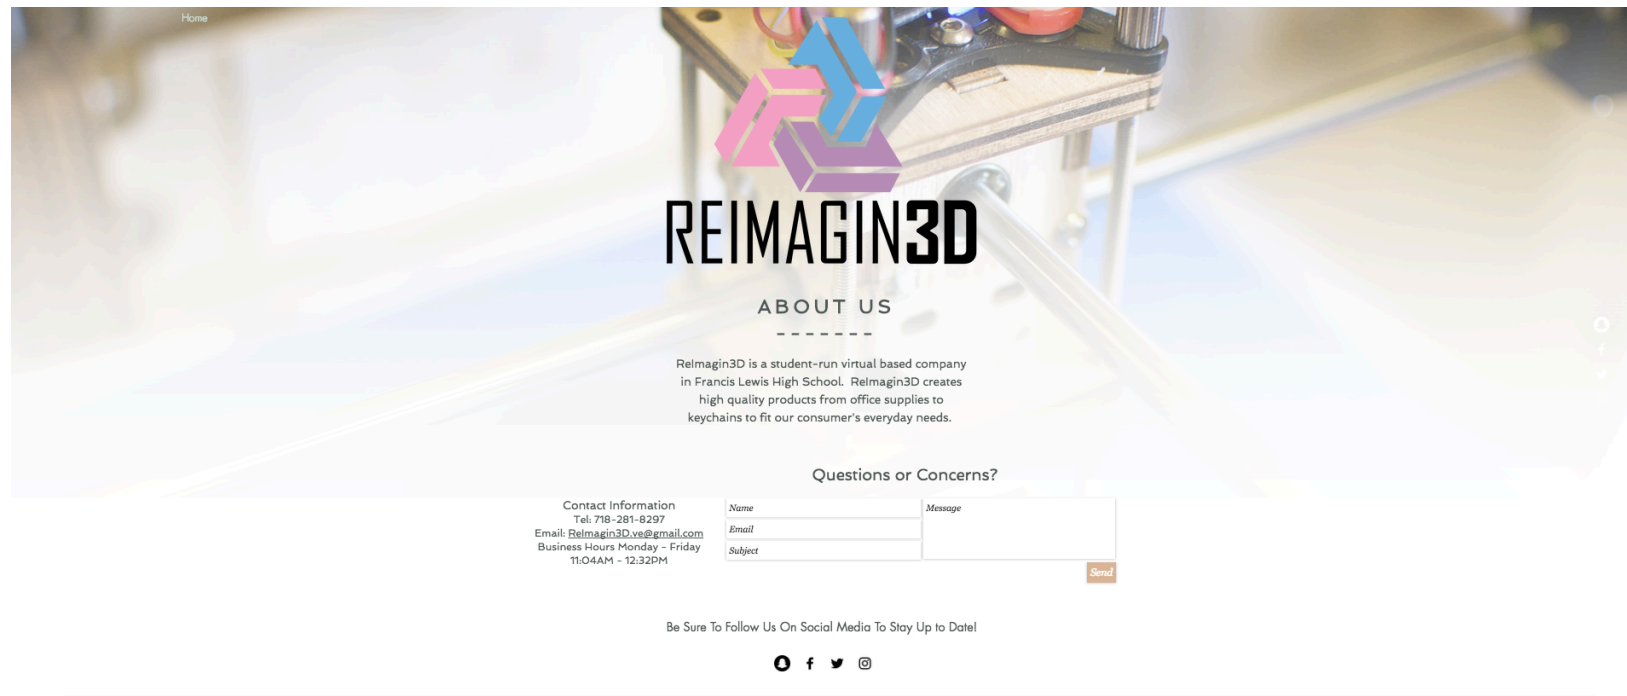 Home
REIMAGIN3D
ABOUT US
- - - - - - -
ReImagin3D is a student-run virtual based company
in Francis Lewis High School. ReImagin3D creates
high quality products from office supplies to
keychains to fit our consumer's everyday needs.
Questions or Concerns?
Contact Information
Tel: 718-281-8297
Email: ReImagin3D.ve@gmail.com
Business Hours Monday - Friday
11:04AM - 12:32PM
Name
Email
Subject
Message
Send
Be Sure To Follow Us On Social Media To Stay Up to Date!